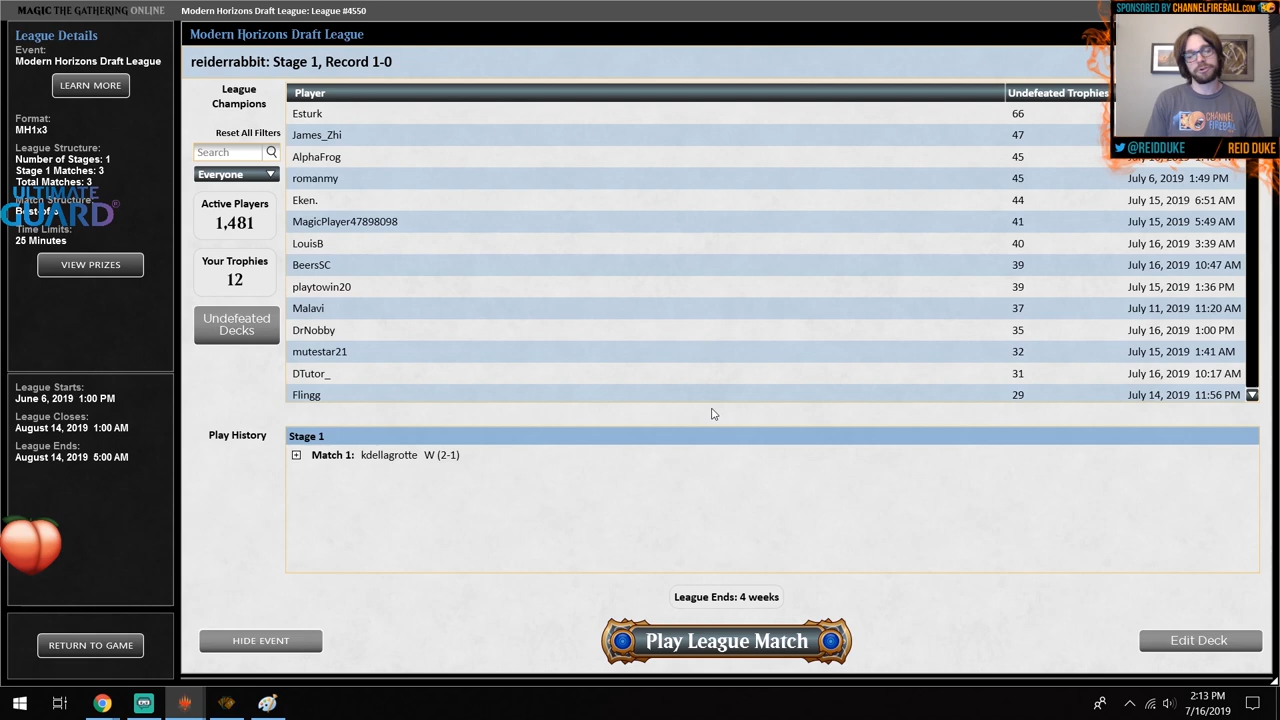 MAGIC THE GATHERING ONLINE
Modern Horizons Draft League: League #4550
SPONSORED BY CHANNELFIREBALL.COM
League Details
Event:
Modern Horizons Draft League
LEARN MORE
Format:
MH1x3
League Structure:
Number of Stages: 1
Stage 1 Matches: 3
Total Matches: 3
Match Structure:
Best of 3
ULTIMATE
GUARD®
Time Limits:
25 Minutes
VIEW PRIZES
League Starts:
June 6, 2019 1:00 PM
League Closes:
August 14, 2019 1:00 AM
League Ends:
August 14, 2019 5:00 AM
RETURN TO GAME
Modern Horizons Draft League
reiderrabbit: Stage 1, Record 1-0
League
Champions
Reset All Filters
Search
Everyone
Active Players
1,481
Your Trophies
12
Undefeated
Decks
Player Undefeated Trophies
Esturk 66
James_Zhi 47
AlphaFrog 45
romanmy 45 July 6, 2019 1:49 PM
Eken. 44 July 15, 2019 6:51 AM
MagicPlayer47898098 41 July 15, 2019 5:49 AM
LouisB 40 July 16, 2019 3:39 AM
BeersSC 39 July 16, 2019 10:47 AM
playtowin20 39 July 15, 2019 1:36 PM
Malavi 37 July 11, 2019 11:20 AM
DrNobby 35 July 16, 2019 1:00 PM
mutestar21 32 July 15, 2019 1:41 AM
DTutor_ 31 July 16, 2019 10:17 AM
Flingg 29 July 14, 2019 11:56 PM
CHANNEL
FIREBALL
@REIDDUKE REID DUKE
Play History
Stage 1
Match 1: kdellagrotte W (2-1)
League Ends: 4 weeks
HIDE EVENT
Play League Match
Edit Deck
2:13 PM
7/16/2019